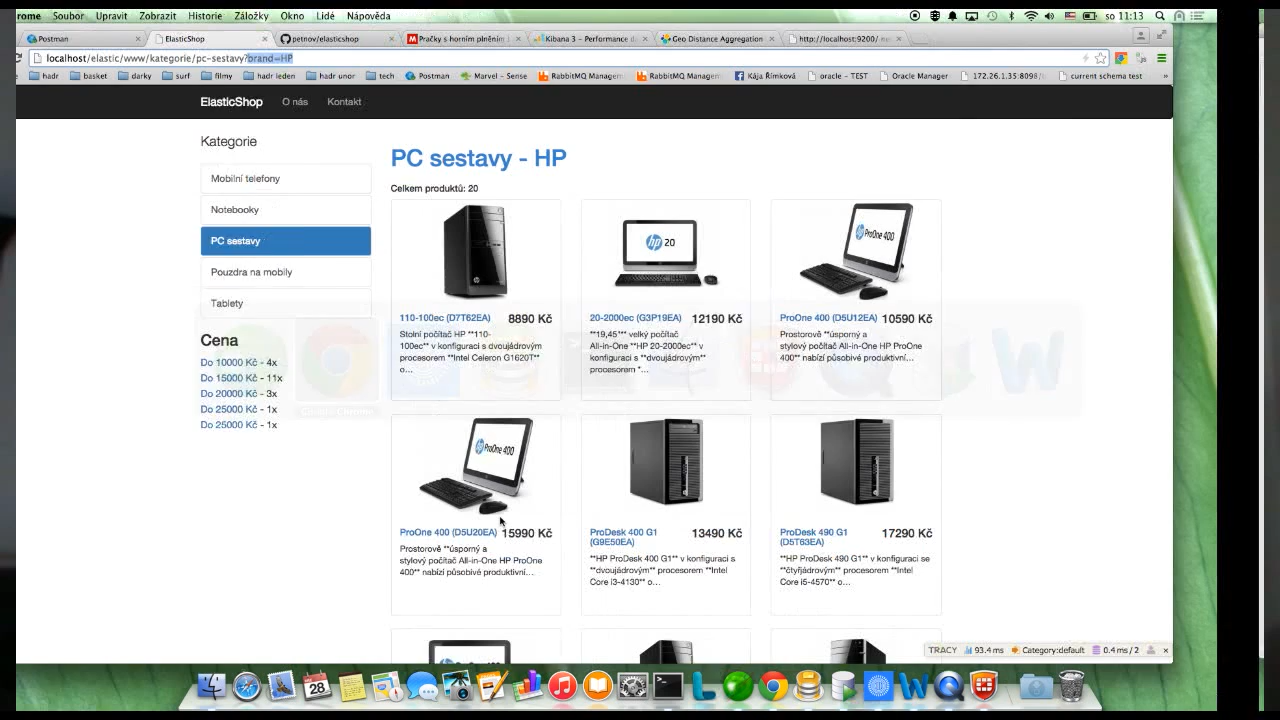 rome Soubor Upravit Zobrazit Historie Záložky Okno Lidé Nápověda so 11:13
Postman ElasticShop petnov/elasticshop Pračky s horním plněním Kibana 3 - Performance d Geo Distance Aggregation http://localhost:9200/
localhost/elastic/www/kategorie/pc-sestavy?brand=HP
hadr basket darky surf filmy hadr leden hadr unor tech Postman Marvel - Sense RabbitMQ Managem RabbitMQ Managem Kája Římková oracle - TEST Oracle Manager 172.26.1.35:8098/ current schema test
ElasticShop O nás Kontakt
Kategorie
Mobilní telefony
Notebooky
PC sestavy
Pouzdra na mobily
Tablety
Cena
Do 10000 Kč - 4x
Do 15000 Kč - 11x
Do 20000 Kč - 3x
Do 25000 Kč - 1x
Do 25000 Kč - 1x
PC sestavy - HP
Celkem produktů: 20
hp 20
ProOne 400
110-100ec (D7T62EA) 8890 Kč
Stolní počítač HP **110-
100ec** v konfiguraci s dvoujádrovým
procesorem **Intel Celeron G1620T**
o...
20-2000ec (G3P19EA) 12190 Kč
**19,45** velký počítač
All-in-One **HP 20-2000ec** v
konfiguraci s **dvoujádrovým**
procesorem *...
ProOne 400 (D5U12EA) 10590 Kč
Prostorově **úsporný a
stylový počítač All-in-One HP ProOne
400** nabízí působivé produktivní...
Google Chrome
ProOne 400
ProOne 400 (D5U20EA) 15990 Kč
Prostorově **úsporný a
stylový počítač All-in-One HP ProOne
400** nabízí působivé produktivní...
ProDesk 400 G1
(G9E50EA) 13490 Kč
**HP ProDesk 400 G1** v konfiguraci s
**dvoujádrovým** procesorem **Intel
Core i3-4130** o...
ProDesk 490 G1
(D5T63EA) 17290 Kč
**HP ProDesk 490 G1** v konfiguraci se
**čtyřjádrovým** procesorem **Intel
Core i5-4570** o...
TRACY 93.4 ms Category:default 0.4 ms / 2 x
28